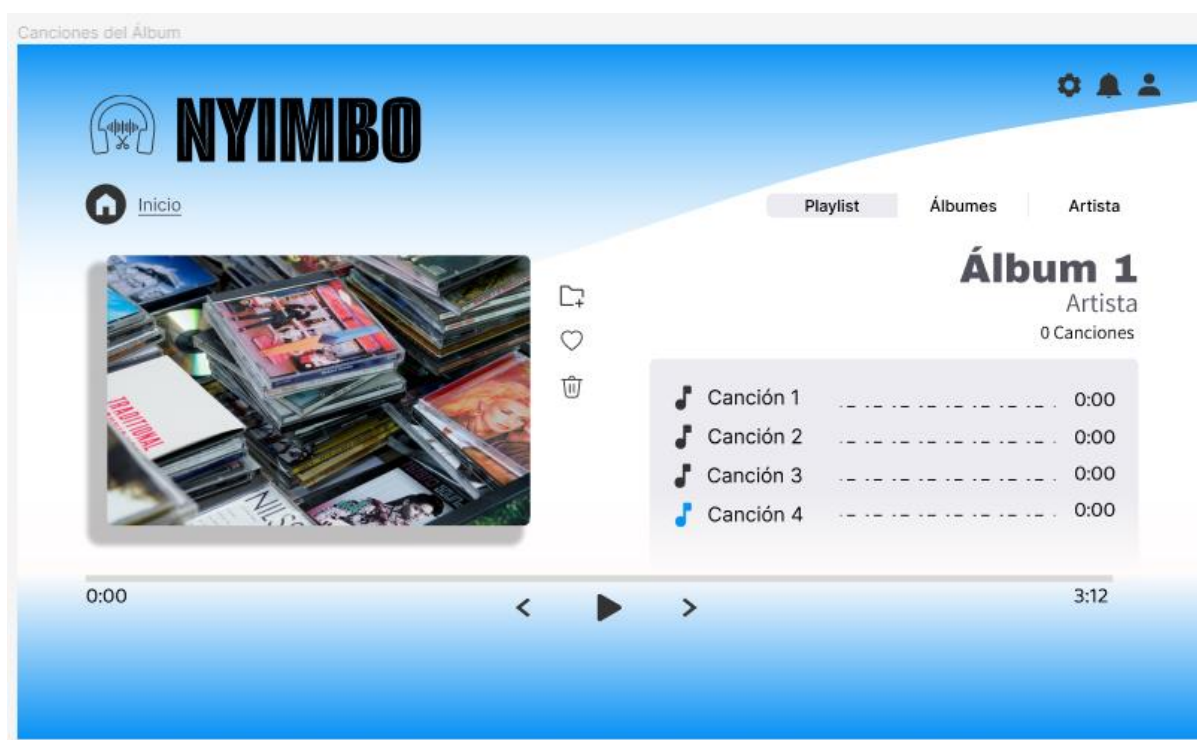 Canciones del Álbum
NYIMBO
Inicio
Playlist Álbumes Artista
Álbum 1
Artista
0 Canciones
Canción 1 0:00
Canción 2 0:00
Canción 3 0:00
Canción 4 0:00
TRADITIONAL
0:00 3:12